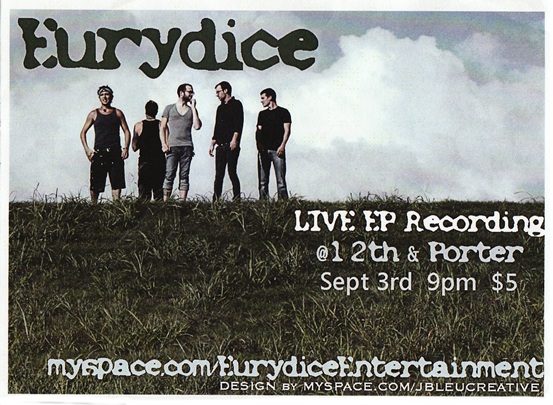 Eurydice
LIVE EP Recording
@12th & Porter
Sept 3rd 9pm $5
myspace.com/EurydiceEntertainment
DESIGN BY MYSPACE.COM/JBLEUCREATIVE